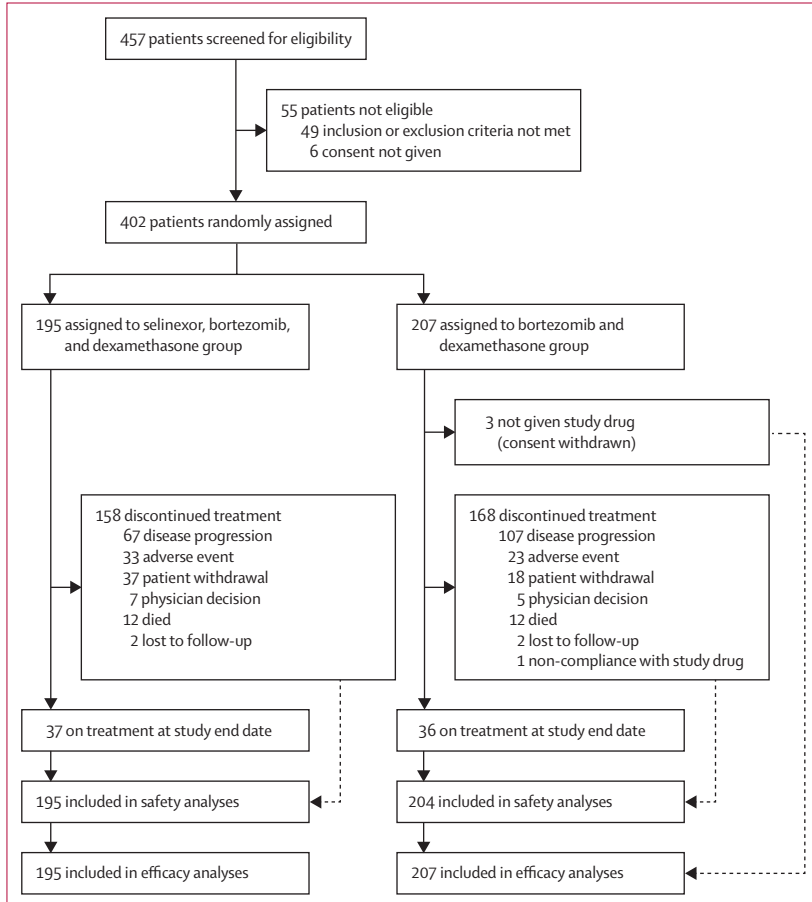 457 patients screened for eligibility
55 patients not eligible
49 inclusion or exclusion criteria not met
6 consent not given
402 patients randomly assigned
195 assigned to selinexor, bortezomib,
and dexamethasone group
207 assigned to bortezomib and
dexamethasone group
3 not given study drug
(consent withdrawn)
158 discontinued treatment
67 disease progression
33 adverse event
37 patient withdrawal
7 physician decision
12 died
2 lost to follow-up
168 discontinued treatment
107 disease progression
23 adverse event
18 patient withdrawal
5 physician decision
12 died
2 lost to follow-up
1 non-compliance with study drug
37 on treatment at study end date
36 on treatment at study end date
195 included in safety analyses
204 included in safety analyses
195 included in efficacy analyses
207 included in efficacy analyses